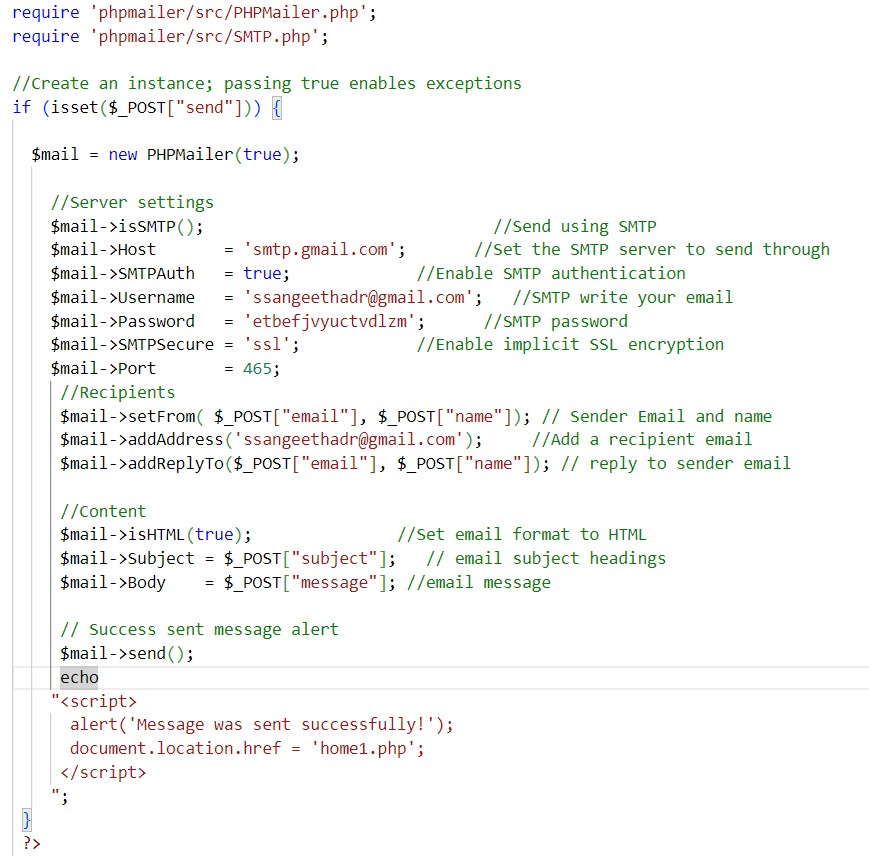 require 'phpmailer/src/PHPMailer.php';
require 'phpmailer/src/SMTP.php';
//Create an instance; passing true enables exceptions
if (isset($_POST["send"])) {
$mail = new PHPMailer(true);
//Server settings
$mail->isSMTP(); //Send using SMTP
$mail->Host = 'smtp.gmail.com'; //Set the SMTP server to send through
$mail->SMTPAuth = true; //Enable SMTP authentication
$mail->Username = 'ssangeethadr@gmail.com'; //SMTP write your email
$mail->Password = 'etbefjvyuctvdlzm'; //SMTP password
$mail->SMTPSecure = 'ssl'; //Enable implicit SSL encryption
$mail->Port = 465;
//Recipients
$mail->setFrom( $_POST["email"], $_POST["name"]); // Sender Email and name
$mail->addAddress('ssangeethadr@gmail.com'); //Add a recipient email
$mail->addReplyTo($_POST["email"], $_POST["name"]); // reply to sender email
//Content
$mail->isHTML(true); //Set email format to HTML
$mail->Subject = $_POST["subject"]; // email subject headings
$mail->Body = $_POST["message"]; //email message
// Success sent message alert
$mail->send();
echo
"<script>
alert('Message was sent successfully!');
document.location.href = 'home1.php';
</script>
";
}
?>